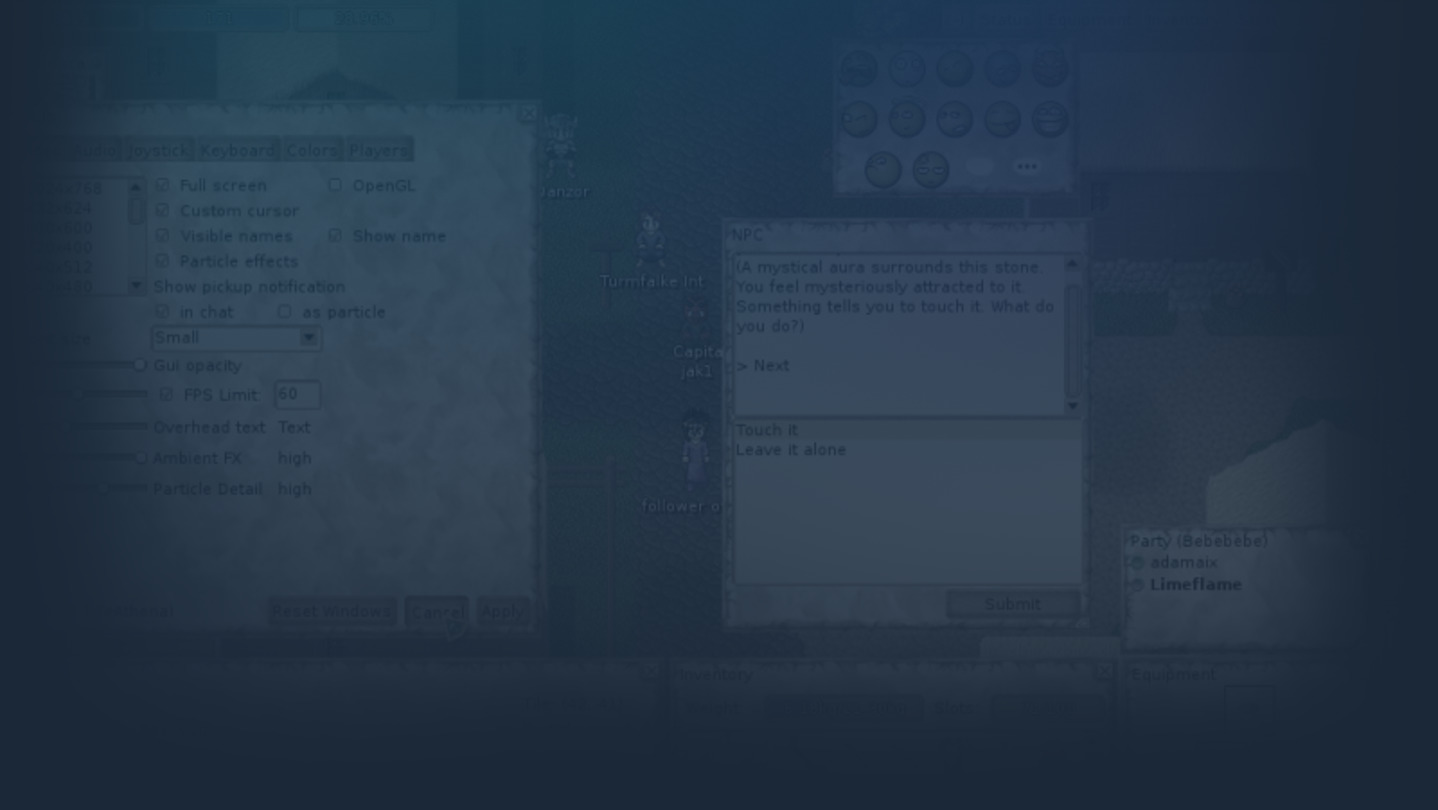 Audio Joystick Keyboard Colors Players
Full screen OpenGL
Custom cursor
Visible names Show name
Particle effects
Show pickup notification
in chat as particle
Small
Gui opacity
FPS Limit: 60
Overhead text Text
Ambient FX high
Particle Detail high
Reset Windows Cancel Apply
Janzor
Turmfalke Int
Capita
jak1
follower o
NPC
(A mystical aura surrounds this stone.
You feel mysteriously attracted to it.
Something tells you to touch it. What do
you do?)
> Next
Touch it
Leave it alone
Submit
Party (Bebebebe)
adamaix
Limeflame
Inventory
Equipment